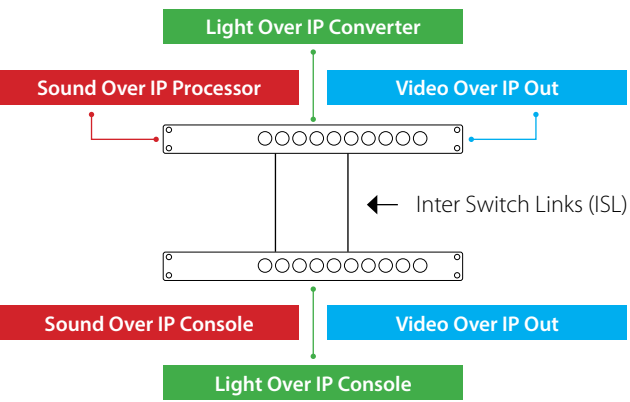 Light Over IP Converter
Sound Over IP Processor
Video Over IP Out
Inter Switch Links (ISL)
Sound Over IP Console
Video Over IP Out
Light Over IP Console